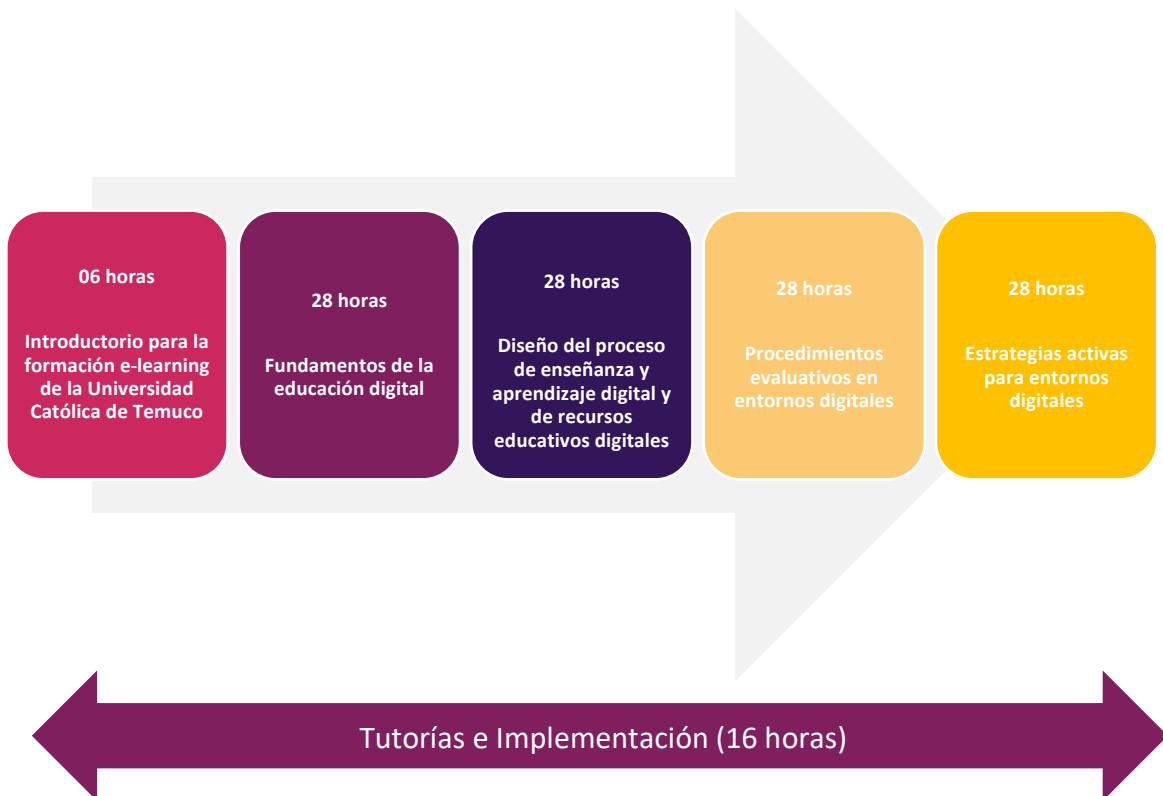 06 horas
Introductorio para la
formación e-learning
de la Universidad
Católica de Temuco
28 horas
Fundamentos de la
educación digital
28 horas
Diseño del proceso
de enseñanza y
aprendizaje digital y
de recursos
educativos digitales
28 horas
Procedimientos
evaluativos en
entornos digitales
28 horas
Estrategias activas
para entornos
digitales
Tutorías e Implementación (16 horas)